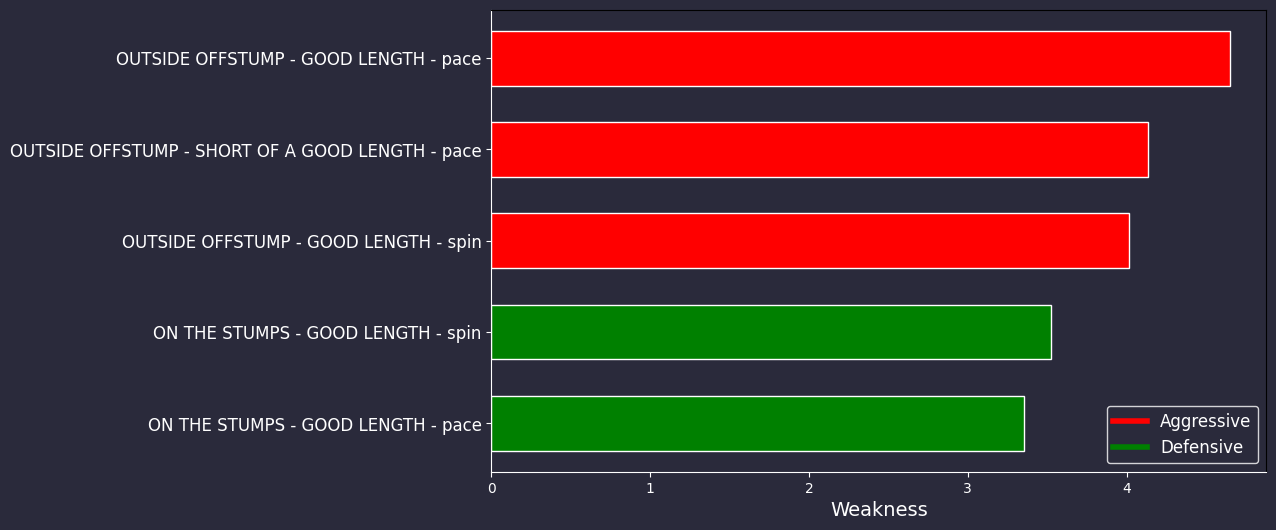 OUTSIDE OFFSTUMP - GOOD LENGTH - pace
OUTSIDE OFFSTUMP - SHORT OF A GOOD LENGTH - pace
OUTSIDE OFFSTUMP - GOOD LENGTH - spin
ON THE STUMPS - GOOD LENGTH - spin
ON THE STUMPS - GOOD LENGTH - pace
Aggressive
Defensive
0 1 2 3 4
Weakness